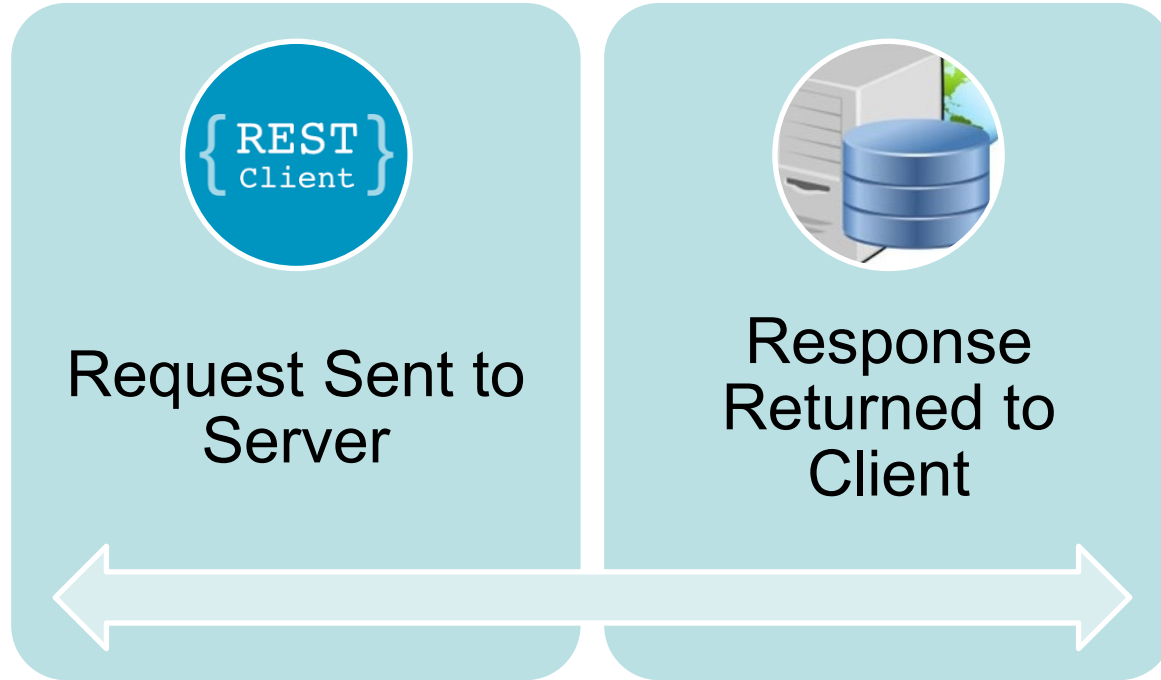 {REST}
Client
Request Sent to
Server
Response
Returned to
Client